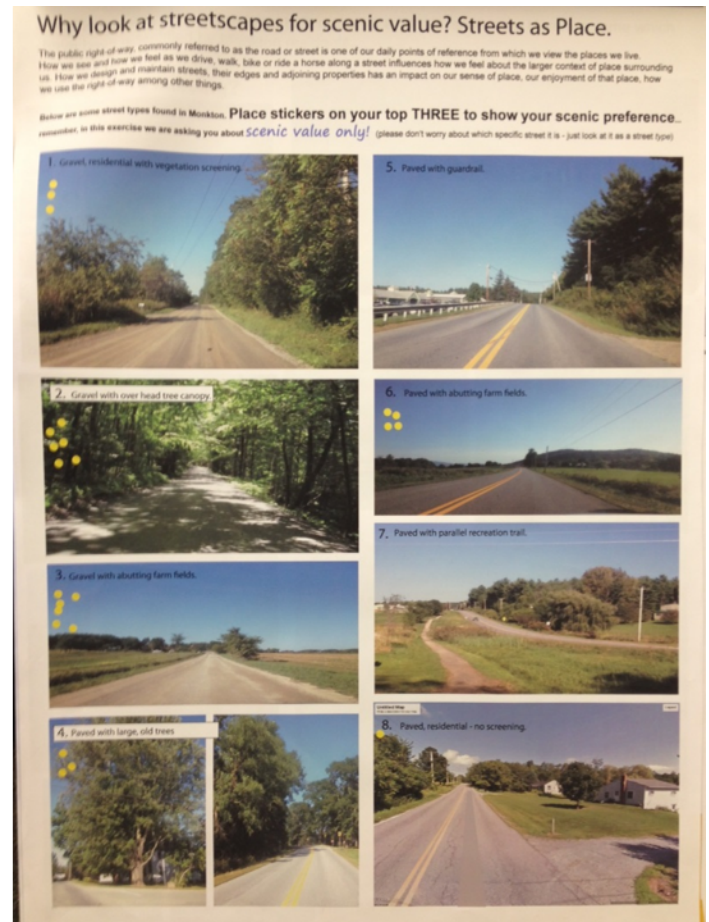 Why look at streetscapes for scenic value? Streets as Place.
The public right-of-way, commonly referred to as the road or street is one of our daily points of reference from which we view the places we live.
How we see and how we feel as we drive, walk, bike or ride a horse along a street influences how we feel about the larger context of place surrounding
us. How we design and maintain streets, their edges and adjoining properties has an impact on our sense of place, our enjoyment of that place, how
we use the right-of-way among other things.
Below are some street types found in Monkton. Place stickers on your top THREE to show your scenic preference...
remember, in this exercise we are asking you about scenic value only! (please don't worry about which specific street it is - just look at it as a street type)
1. Gravel, residential with vegetation screening.
2. Gravel with over head tree canopy.
3. Gravel with abutting farm fields.
4. Paved with large, old trees
5. Paved with guardrail.
6. Paved with abutting farm fields.
7. Paved with parallel recreation trail.
Untitled Map
8. Paved, residential - no screening.